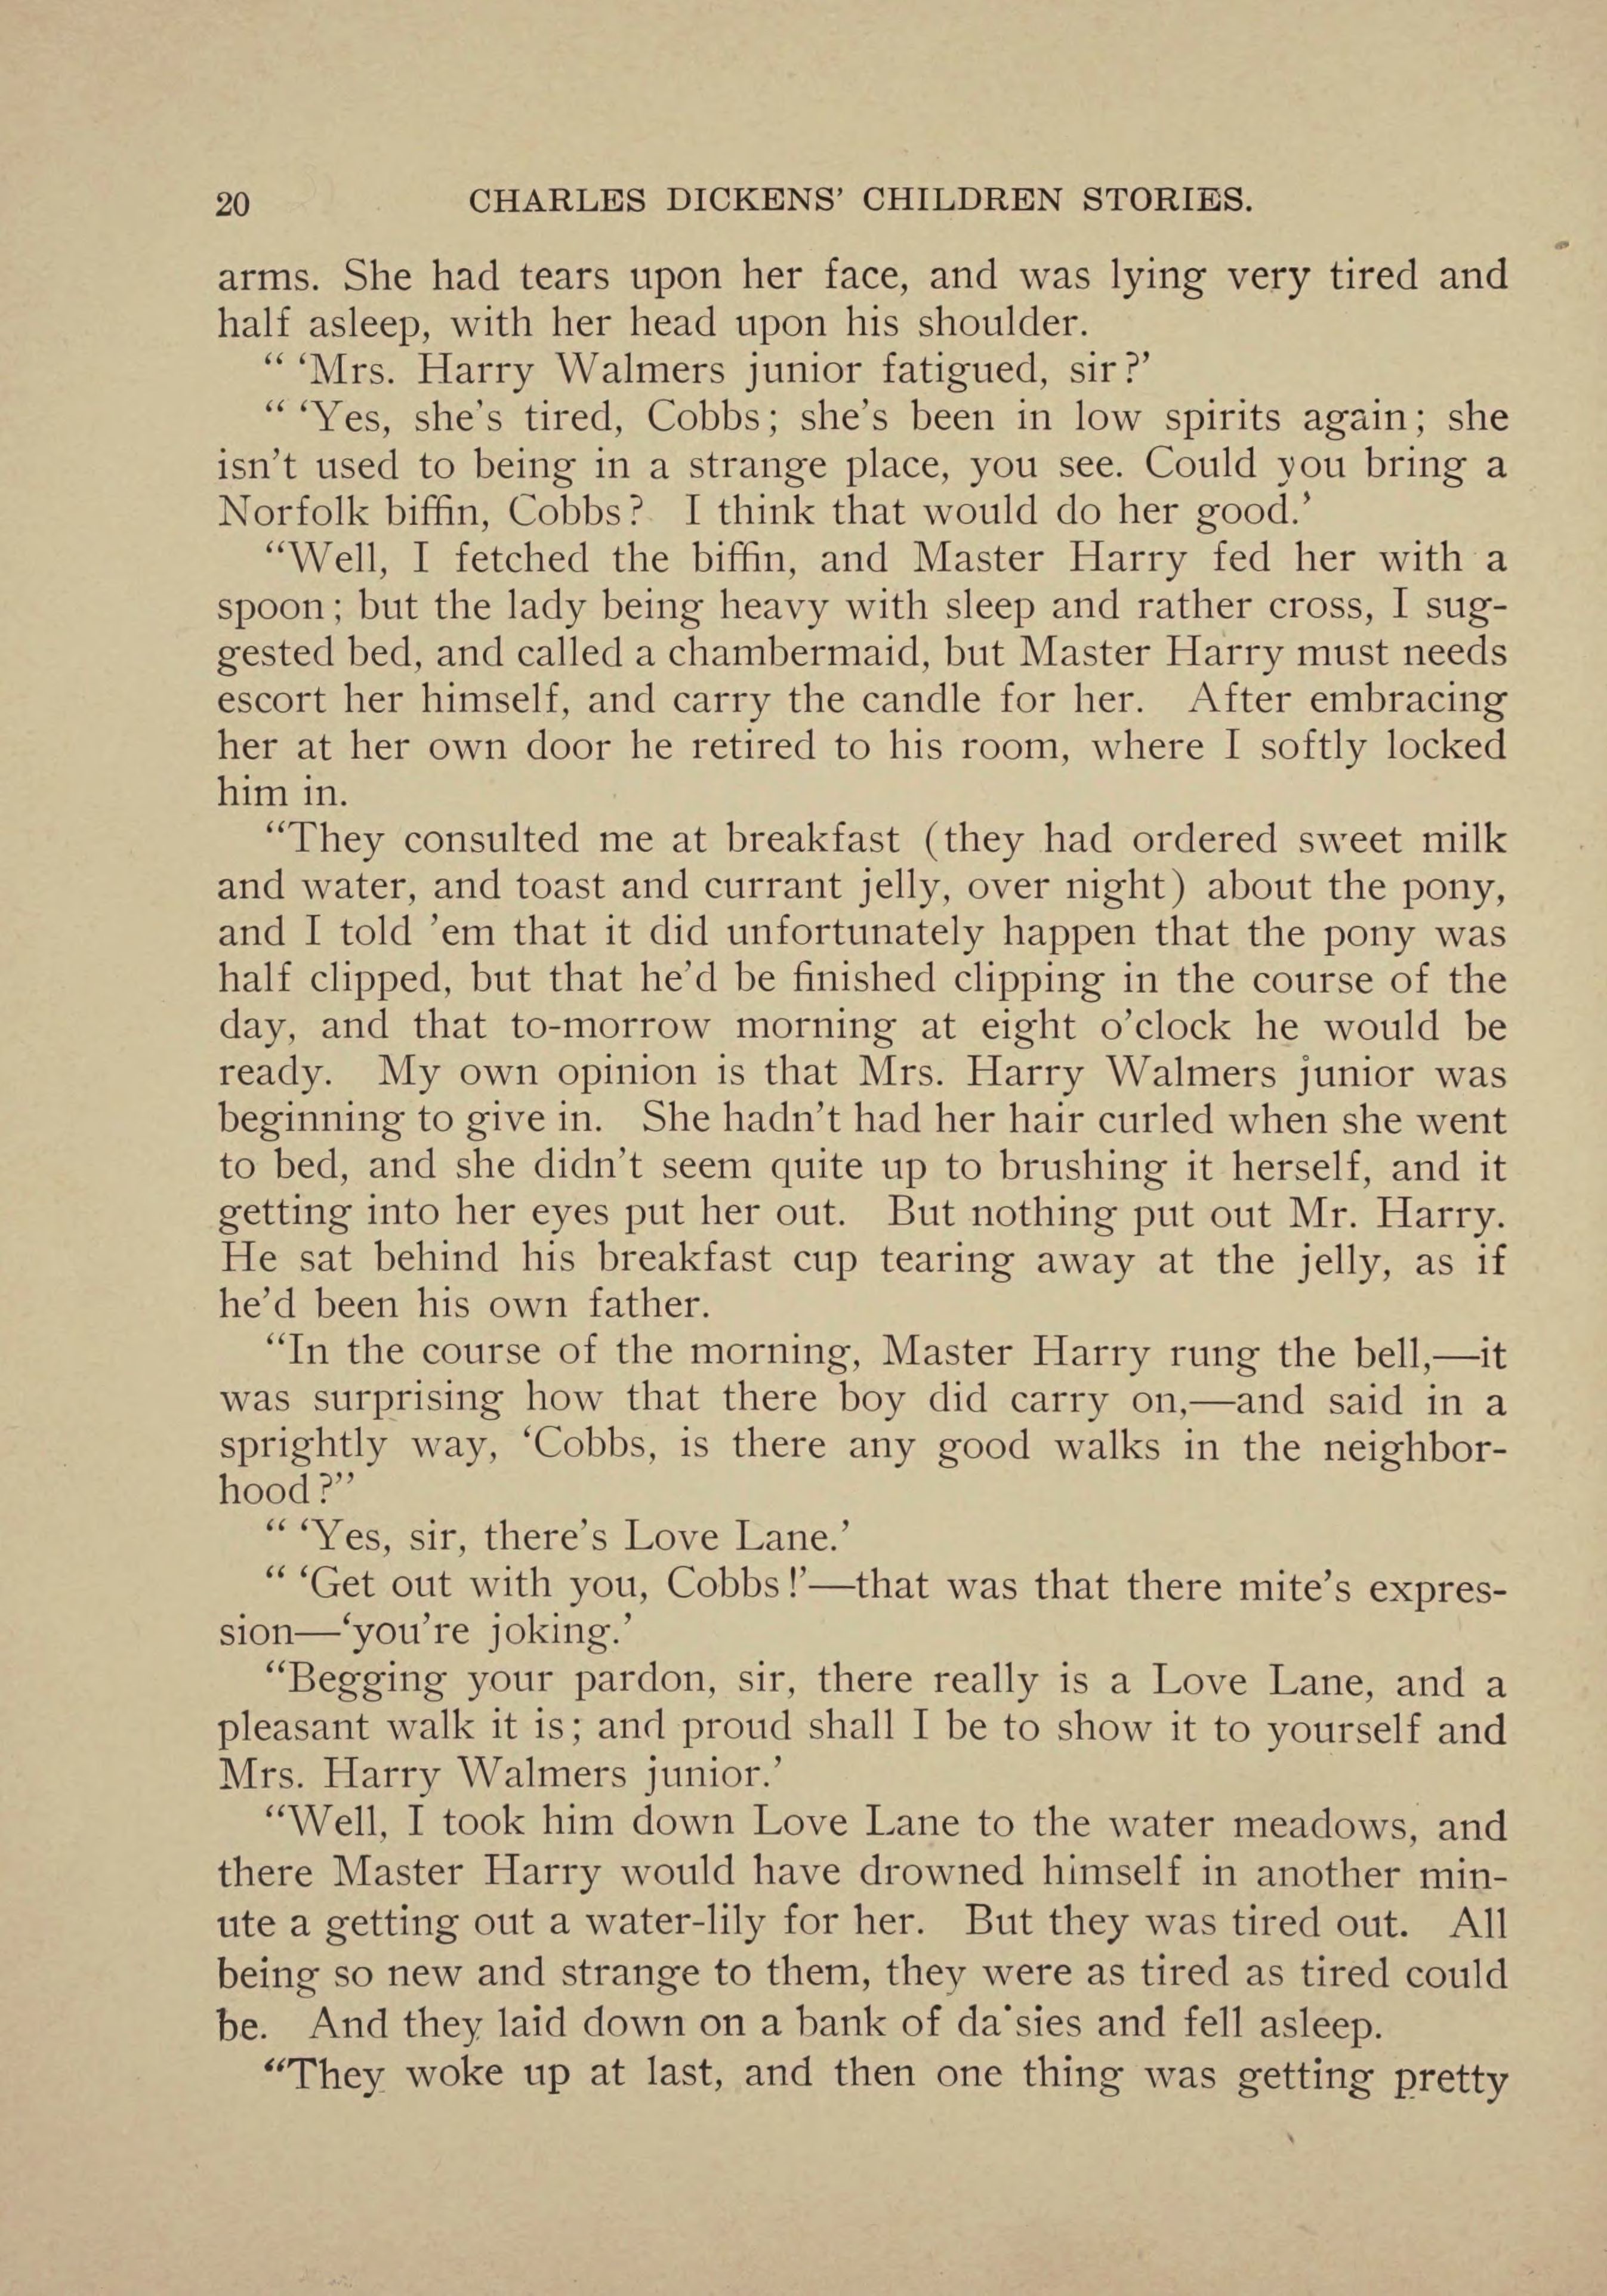 20 CHARLES DICKENS’ CHILDREN STORIES.
arms. She had tears upon her face, and was lying very tired and
half asleep, with her head upon his shoulder.
“ ‘Mrs. Harry Walmers junior fatigued, sir?’
“ ‘Yes, she’s tired, Cobbs; she’s been in low spirits again; she
isn’t used to being in a strange place, you see. Could you bring a
Norfolk biffin, Cobbs? I think that would do her good.’
“Well, I fetched the biffin, and Master Harry fed her with a
spoon; but the lady being heavy with sleep and rather cross, I sug-
gested bed, and called a chambermaid, but Master Harry must needs
escort her himself, and carry the candle for her. After embracing
her at her own door he retired to his room, where I softly locked
him in.
“They consulted me at breakfast (they had ordered sweet milk
and water, and toast and currant jelly, over night) about the pony,
and I told ’em that it did unfortunately happen that the pony was
half clipped, but that he’d be finished clipping in the course of the
day, and that to-morrow morning at eight o’clock he would be
ready. My own opinion is that Mrs. Harry Walmers junior was
beginning to give in. She hadn’t had her hair curled when she went
to bed, and she didn’t seem quite up to brushing it herself, and it
getting into her eyes put her out. But nothing put out Mr. Harry.
He sat behind his breakfast cup tearing away at the jelly, as if
he’d been his own father.
“In the course of the morning, Master Harry rung the bell,—it
was surprising how that there boy did carry on,—and said in a
sprightly way, ‘Cobbs, is there any good walks in the neighbor-
hood?”
“ ‘Yes, sir, there’s Love Lane.’
“ ‘Get out with you, Cobbs!’—that was that there mite’s expres-
sion—‘you’re joking.’
“Begging your pardon, sir, there really is a Love Lane, and a
pleasant walk it is; and proud shall I be to show it to yourself and
Mrs. Harry Walmers junior.’
“Well, I took him down Love Lane to the water meadows, and
there Master Harry would have drowned himself in another min-
ute a getting out a water-lily for her. But they was tired out. All
being so new and strange to them, they were as tired as tired could
be. And they laid down on a bank of daisies and fell asleep.
“They woke up at last, and then one thing was getting pretty